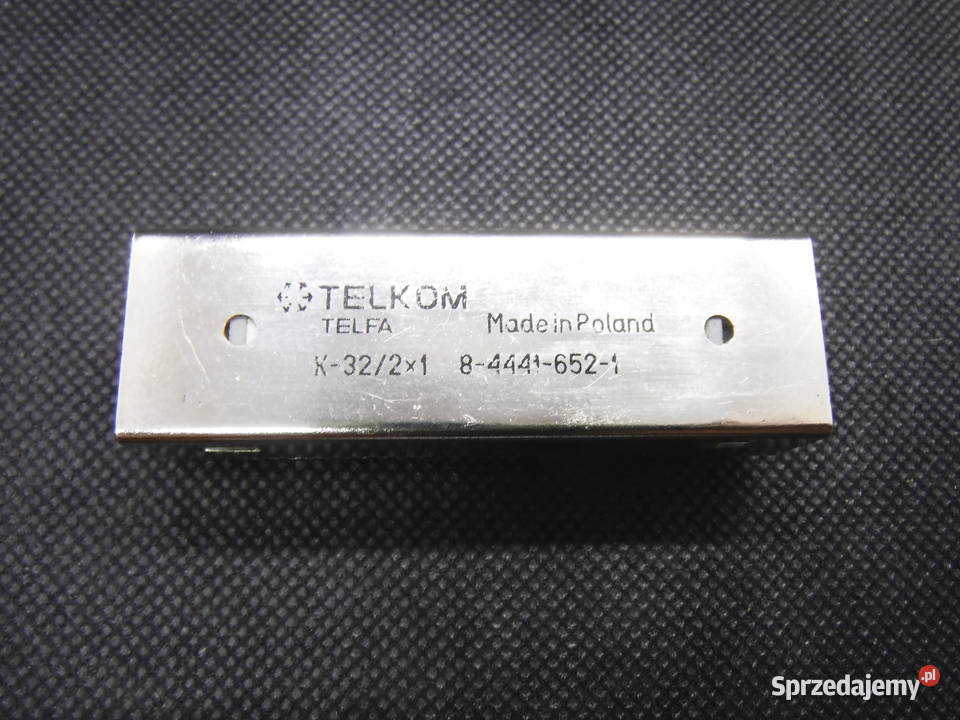 TELKOM
TELFA Made in Poland
K-32/2×1 8-4441-652-1
Sprzedajemy.pl